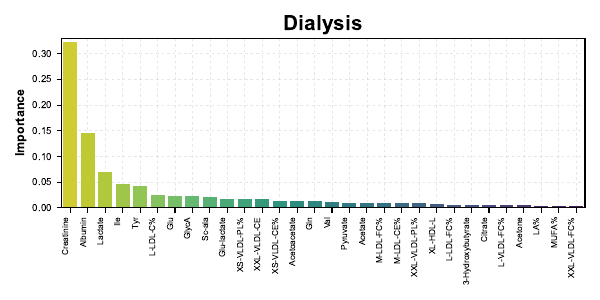 Dialysis
Importance
0.30
0.25
0.20
0.15
0.10
0.05
0.00
Creatinine
Albumin
Lactate
Ile
Tyr
L-LDL-C%
Glu
GlycA
Sc-ala
Glu-lactate
XS-VLDL-PL%
XXL-VLDL-CE
XS-VLDL-CE%
Acetoacetate
Gln
Val
Pyruvate
Acetate
M-LDL-FC%
M-LDL-CE%
XXL-VLDL-PL%
XL-HDL-L
L-LDL-FC%
3-Hydroxybutyrate
Citrate
L-VLDL-FC%
Acetone
LA%
MUFA%
XXL-VLDL-FC%